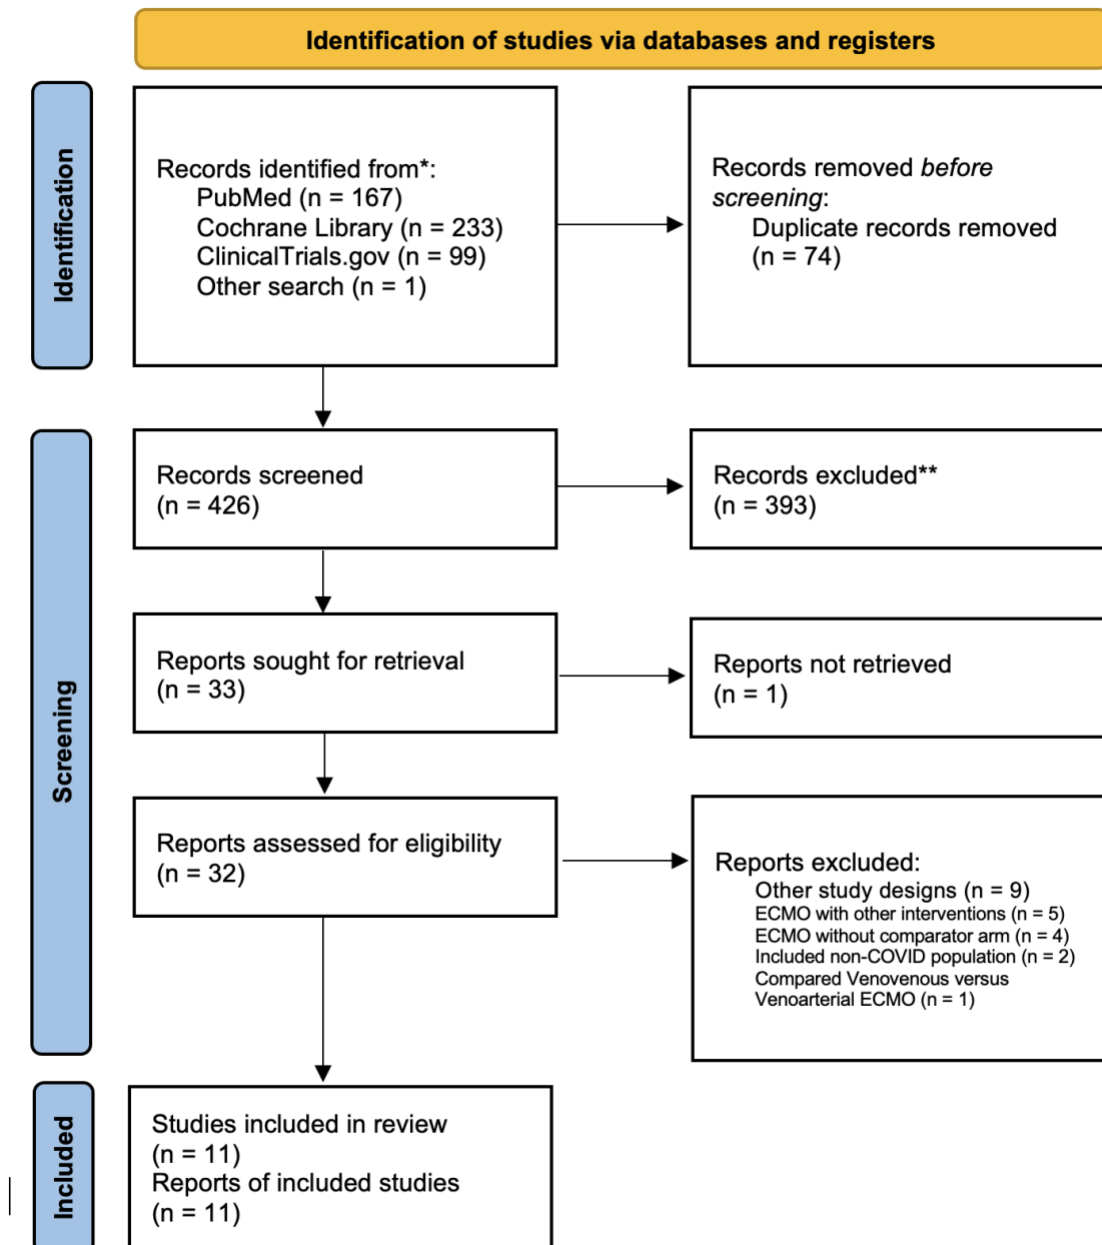 Identification of studies via databases and registers
Identification
Records identified from*:
PubMed (n = 167)
Cochrane Library (n = 233)
ClinicalTrials.gov (n = 99)
Other search (n = 1)
Records removed before
screening:
Duplicate records removed
(n = 74)
Screening
Records screened
(n = 426)
Records excluded**
(n = 393)
Reports sought for retrieval
(n = 33)
Reports not retrieved
(n = 1)
Reports assessed for eligibility
(n = 32)
Reports excluded:
Other study designs (n = 9)
ECMO with other interventions (n = 5)
ECMO without comparator arm (n = 4)
Included non-COVID population (n = 2)
Compared Venovenous versus
Venoarterial ECMO (n = 1)
Included
Studies included in review
(n = 11)
Reports of included studies
(n = 11)